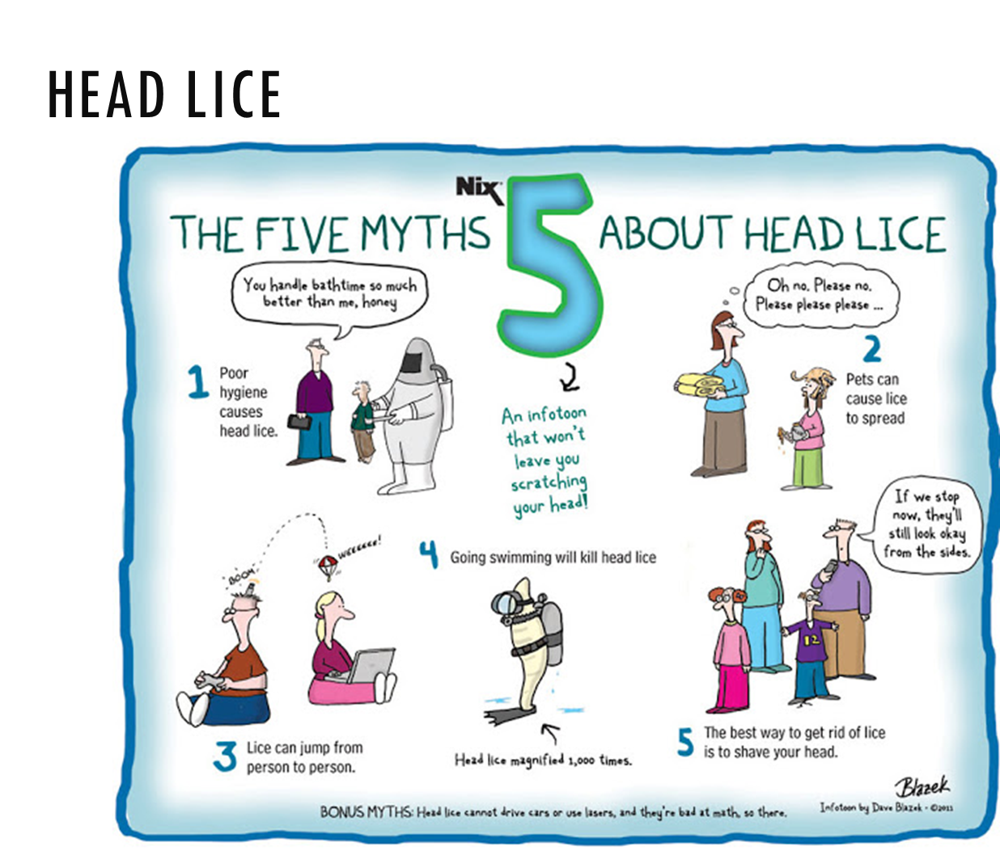 HEAD LICE
Nix
THE FIVE MYTHS 5 ABOUT HEAD LICE
You handle bathtime so much
better than me, honey
1
Poor
hygiene
causes
head lice.
An infotoon
that won't
leave you
scratching
your head!
Oh no. Please no.
Please please please ...
2
Pets can
cause lice
to spread
BOOM
WEEEEEE!
3
Lice can jump from
person to person.
4 Going swimming will kill head lice
Head lice magnified 1,000 times.
If we stop
now, they'll
still look okay
from the sides.
12
5
The best way to get rid of lice
is to shave your head.
Blazek
Infotoon by Dave Blazek - ©2011
BONUS MYTHS: Head lice cannot drive cars or use lasers, and they're bad at math, so there.